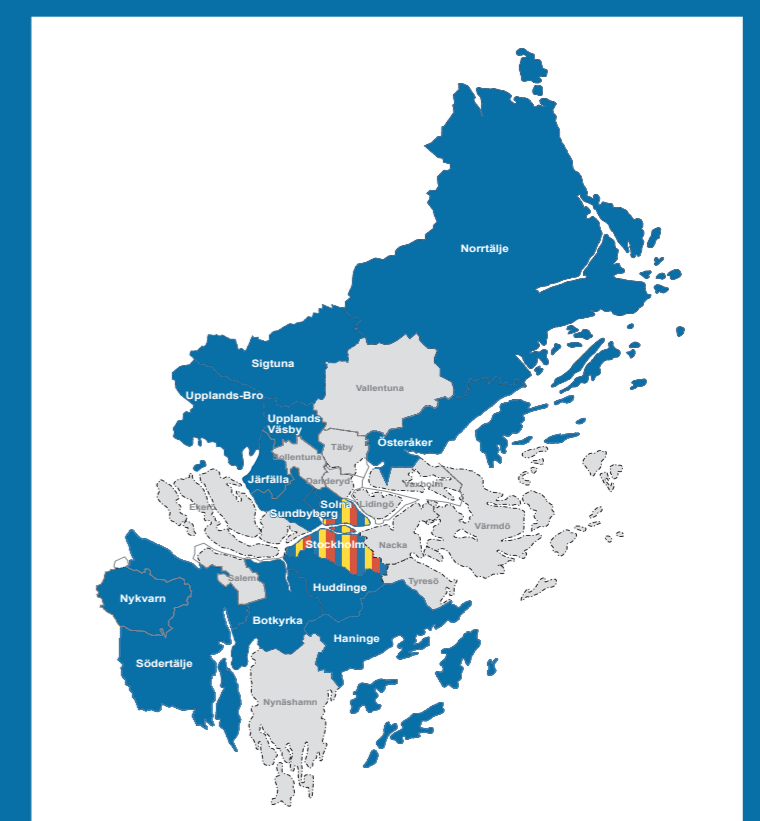 Norrtälje
Sigtuna
Vallentuna
Upplands-Bro
Upplands
Väsby
Österåker
Täby
Kollentuna
Järfälla
Danderyd
Vaxholm
Ekerö
Solna
Lidingö
Sundbyberg
Värmdö
Stockholm
Nacka
Salem
Tyresö
Huddinge
Nykvarn
Botkyrka
Haninge
Södertälje
Nynäshamn